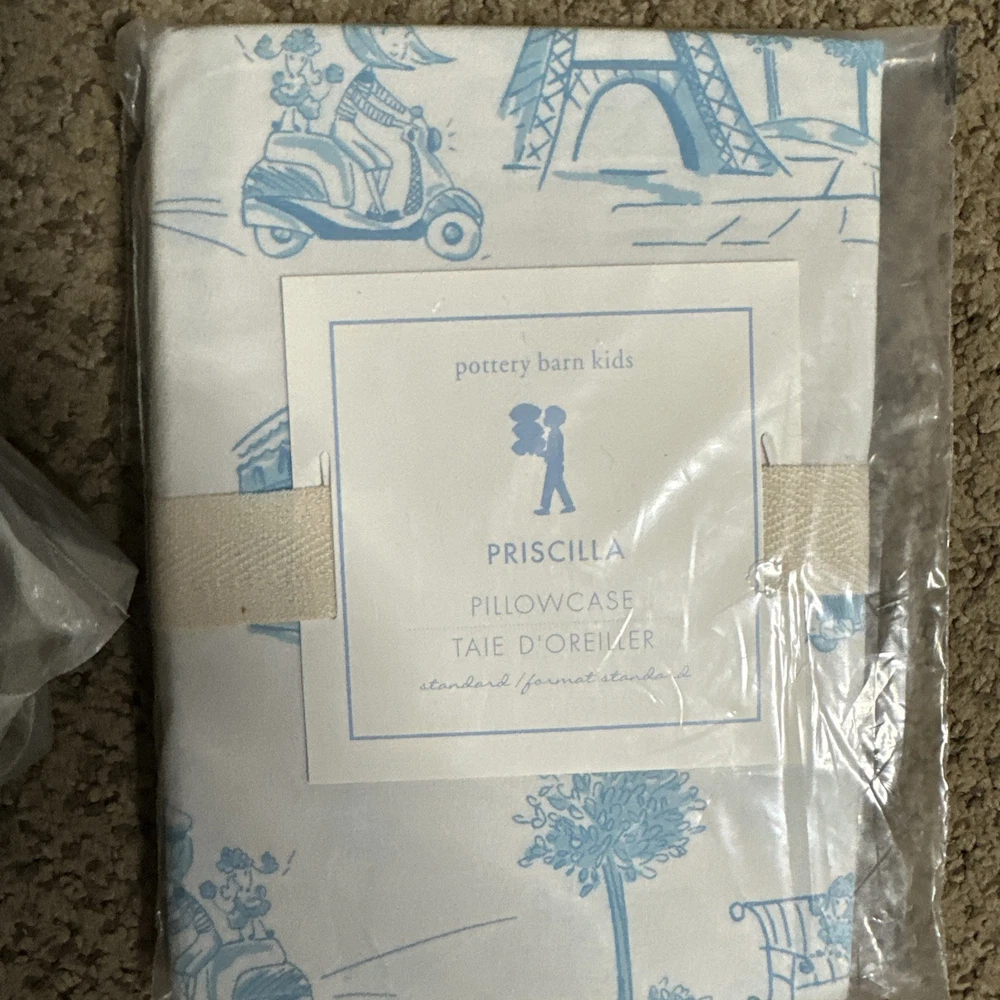 pottery barn kids
PRISCILLA
PILLOWCASE
TAIE D'OREILLER
standard / format standard